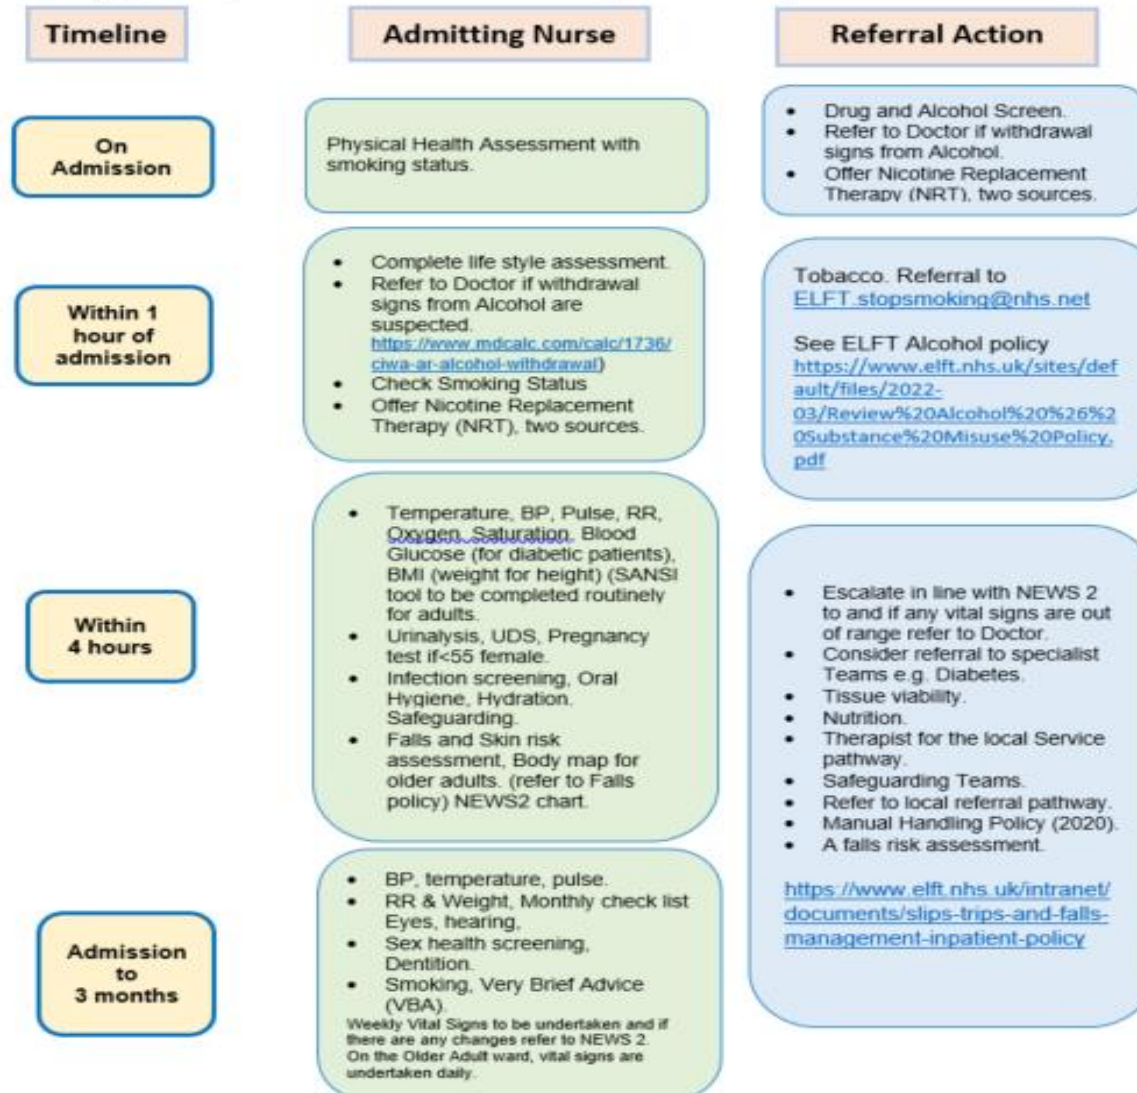 Timeline
Admitting Nurse
Referral Action
On
Admission
Physical Health Assessment with
smoking status.
• Drug and Alcohol Screen.
• Refer to Doctor if withdrawal
signs from Alcohol.
• Offer Nicotine Replacement
Therapy (NRT), two sources.
Within 1
hour of
admission
• Complete life style assessment.
• Refer to Doctor if withdrawal
signs from Alcohol are
suspected.
https://www.mdcalc.com/calc/1736/
ciwa-ar-alcohol-withdrawal)
• Check Smoking Status
• Offer Nicotine Replacement
Therapy (NRT), two sources.
Tobacco. Referral to
ELFT.stopsmoking@nhs.net
See ELFT Alcohol policy
https://www.elft.nhs.uk/sites/def
ault/files/2022-
03/Review%20Alcohol%20%26%2
0Substance%20Misuse%20Policy.
pdf
Within
4 hours
• Temperature, BP, Pulse, RR,
Oxygen, Saturation, Blood
Glucose (for diabetic patients),
BMI (weight for height) (SANSI
tool to be completed routinely
for adults.
• Urinalysis, UDS, Pregnancy
test if<55 female.
• Infection screening, Oral
Hygiene, Hydration.
Safeguarding.
• Falls and Skin risk
assessment, Body map for
older adults. (refer to Falls
policy) NEWS2 chart.
• Escalate in line with NEWS 2
to and if any vital signs are out
of range refer to Doctor.
• Consider referral to specialist
Teams e.g. Diabetes.
• Tissue viability.
• Nutrition.
• Therapist for the local Service
pathway.
• Safeguarding Teams.
• Refer to local referral pathway.
• Manual Handling Policy (2020).
• A falls risk assessment.
https://www.elft.nhs.uk/intranet/
documents/slips-trips-and-falls-
management-inpatient-policy
Admission
to
3 months
• BP, temperature, pulse.
• RR & Weight, Monthly check list
Eyes, hearing,
• Sex health screening,
Dentition.
• Smoking, Very Brief Advice
(VBA).
Weekly Vital Signs to be undertaken and if
there are any changes refer to NEWS 2.
On the Older Adult ward, vital signs are
undertaken daily.